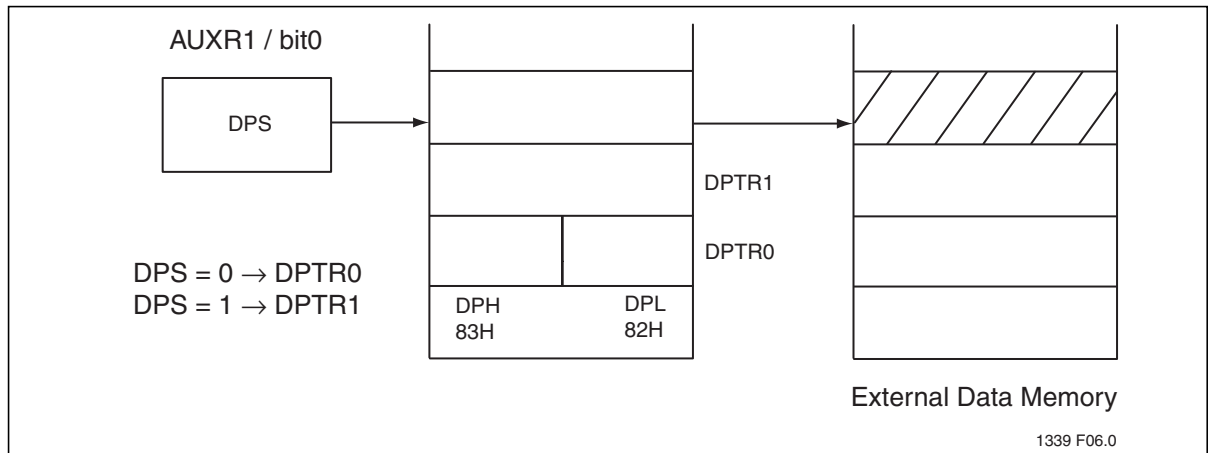 AUXR1 / bit0
DPS
DPTR1
DPTR0
DPS = 0 → DPTR0
DPS = 1 → DPTR1
DPH
83H
DPL
82H
External Data Memory
1339 F06.0